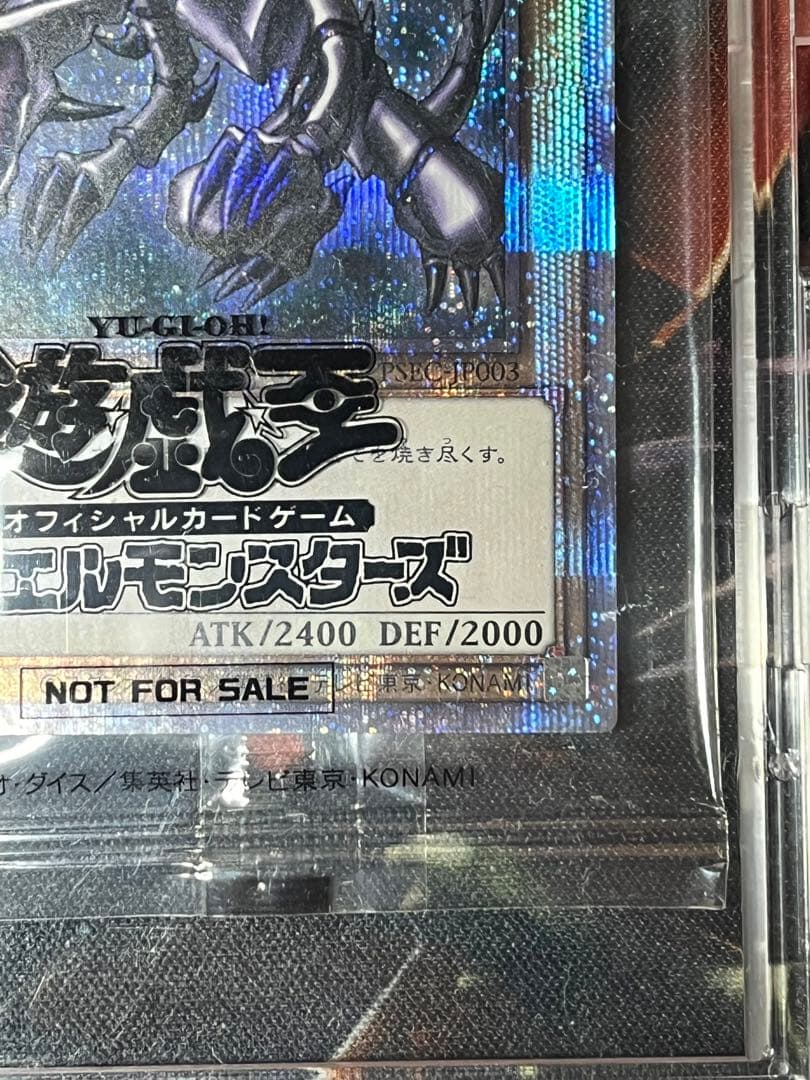 YU-GI-OH!
PSEC-JP003
遊戯王
を焼き尽くす。
っ
オフィシャルカードゲーム
エルモンスターズ
ATK/2400 DEF/2000
NOT FOR SALE
テレビ東京・KONAMI
・ダイス／集英社・テレビ東京・KONAMI